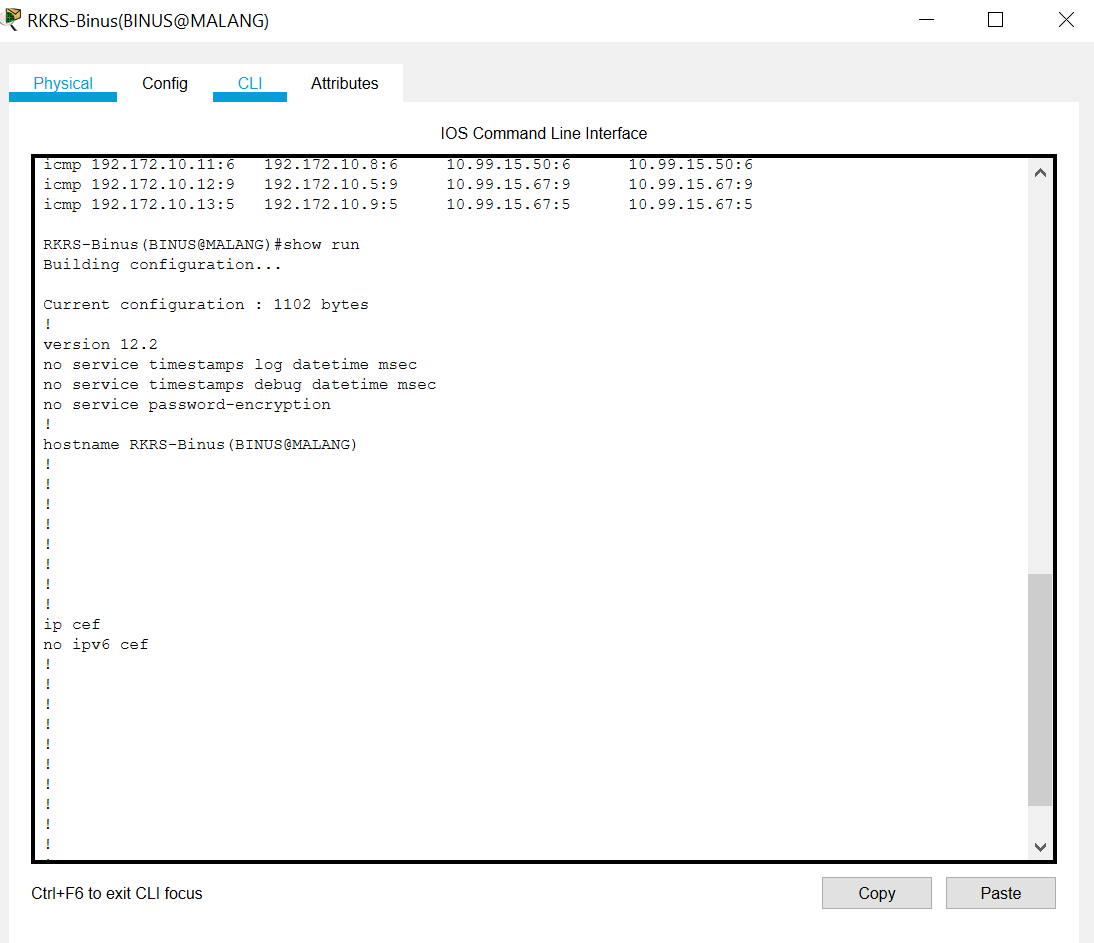 RKRS-Binus(BINUS@MALANG)
Physical Config CLI Attributes
IOS Command Line Interface
icmp 192.172.10.11:6 192.172.10.8:6 10.99.15.50:6 10.99.15.50:6
icmp 192.172.10.12:9 192.172.10.5:9 10.99.15.67:9 10.99.15.67:9
icmp 192.172.10.13:5 192.172.10.9:5 10.99.15.67:5 10.99.15.67:5
RKRS-Binus(BINUS@MALANG)#show run
Building configuration...
Current configuration : 1102 bytes
!
version 12.2
no service timestamps log datetime msec
no service timestamps debug datetime msec
no service password-encryption
!
hostname RKRS-Binus(BINUS@MALANG)
!
!
!
!
!
!
!
!
ip cef
no ipv6 cef
!
!
!
!
!
!
!
!
!
!
Ctrl+F6 to exit CLI focus
Copy Paste